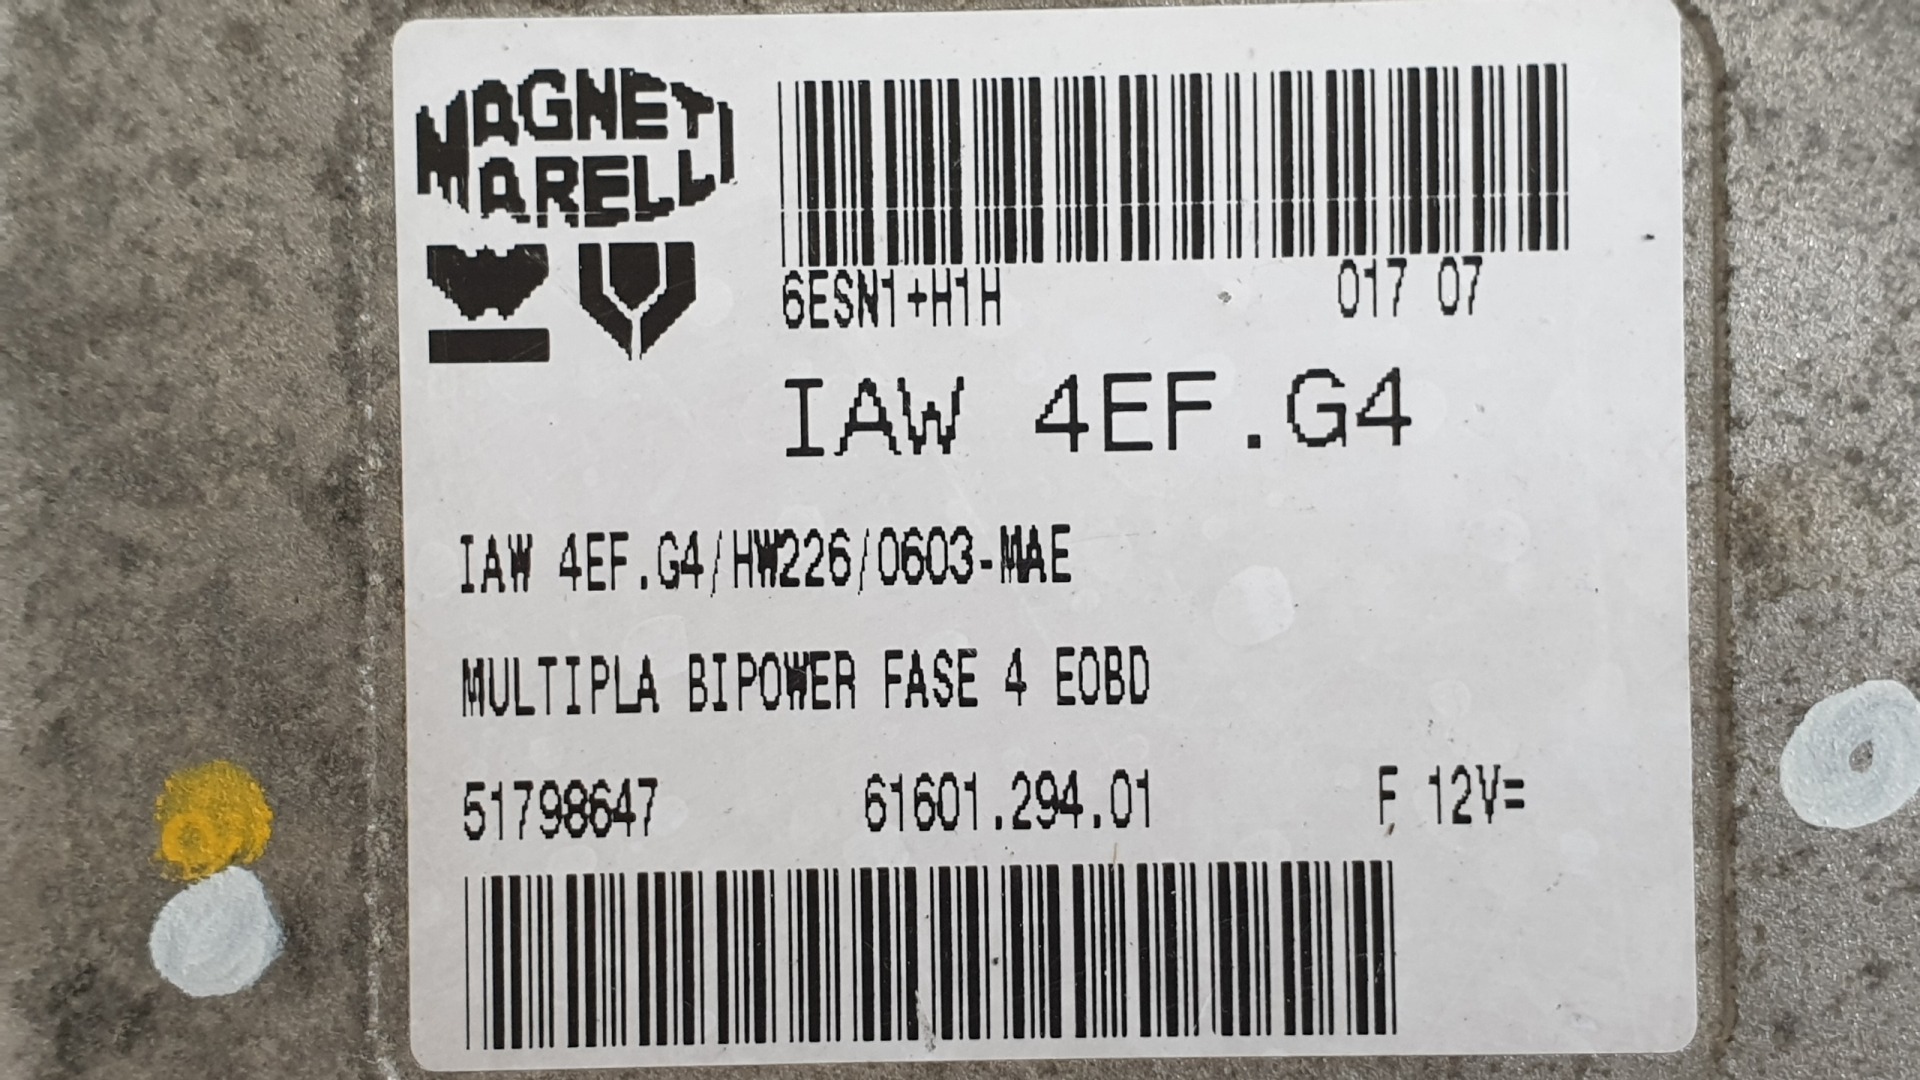 MAGNETI
MARELLI
6ESN1+H1H 017 07
IAW 4EF.G4
IAW 4EF.G4/HW226/0603-MAE
MULTIPLA BIPOWER FASE 4 EOBD
51798647 61601.294.01 F 12V=